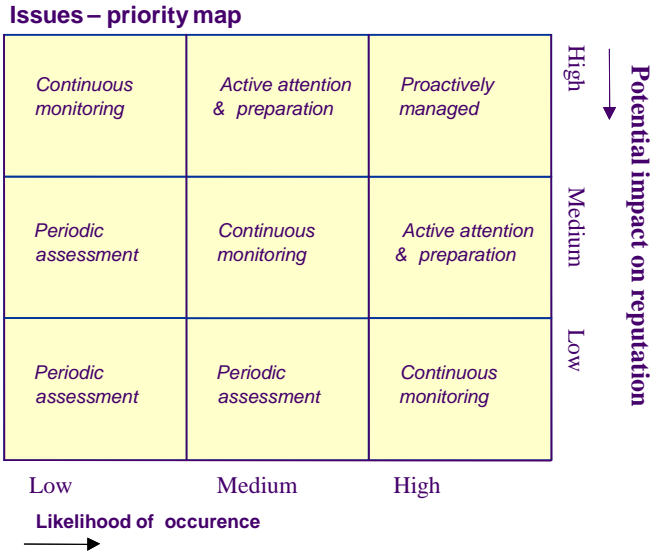 Issues – priority map
Continuous
monitoring
Active attention
& preparation
Proactively
managed
High
Periodic
assessment
Continuous
monitoring
Active attention
& preparation
Medium
Periodic
assessment
Periodic
assessment
Continuous
monitoring
Low
Potential impact on reputation
Low
Medium
High
Likelihood of occurence